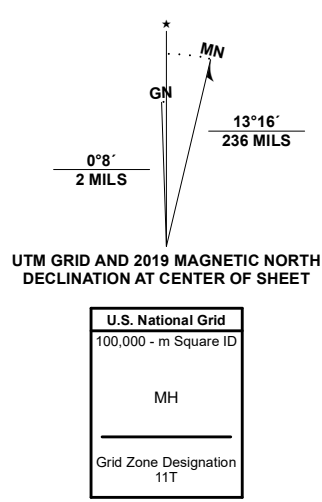 ★
MN
GN
13°16´
236 MILS
0°8´
2 MILS
UTM GRID AND 2019 MAGNETIC NORTH
DECLINATION AT CENTER OF SHEET
U.S. National Grid
100,000 - m Square ID
MH
Grid Zone Designation
11T